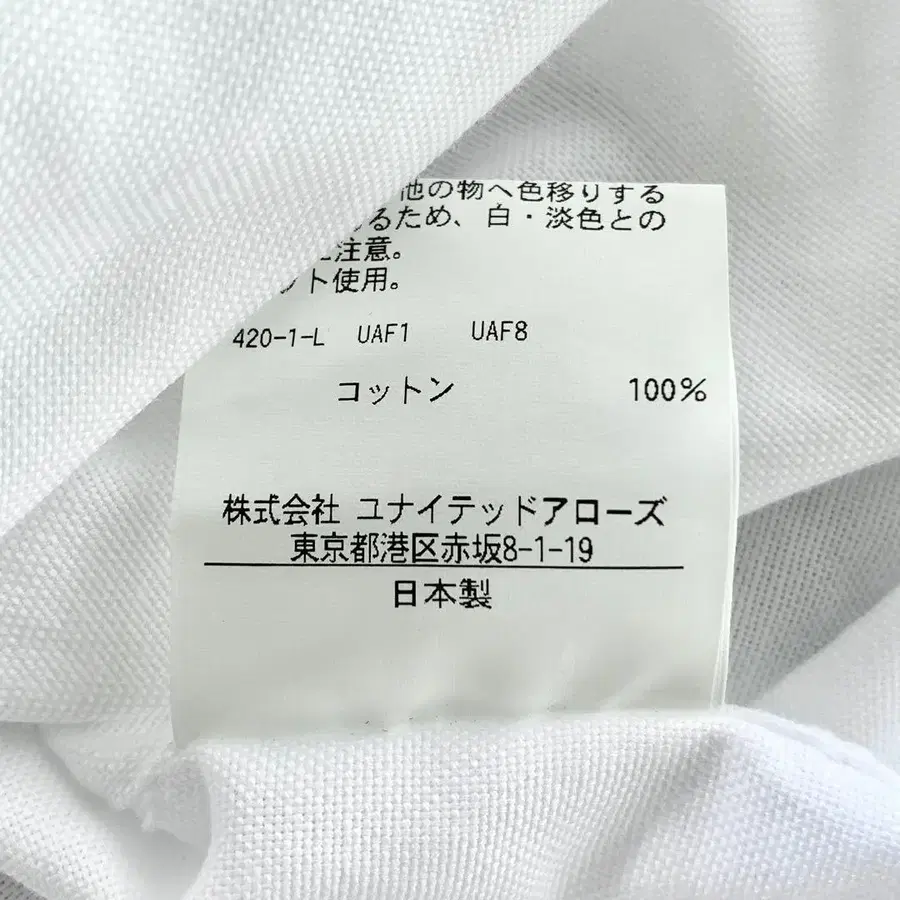 他の物へ色移りする
るため、白・淡色との
注意。
ット使用。
420-1-L UAF1 UAF8
コットン 100%
株式会社 ユナイテッドアローズ
東京都港区赤坂8-1-19
日本製